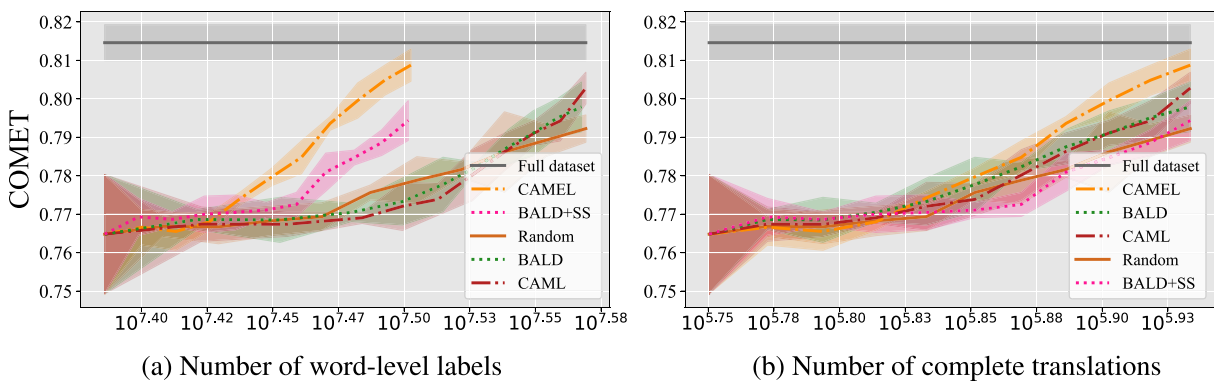 COMET
0.82
0.81
0.80
0.79
0.78
0.77
0.76
0.75
Full dataset
CAMEL
BALD+SS
Random
BALD
CAML
10^7.40 10^7.42 10^7.45 10^7.47 10^7.50 10^7.53 10^7.55 10^7.58
(a) Number of word-level labels
0.82
0.81
0.80
0.79
0.78
0.77
0.76
0.75
Full dataset
CAMEL
BALD
CAML
Random
BALD+SS
10^5.75 10^5.78 10^5.80 10^5.83 10^5.85 10^5.88 10^5.90 10^5.93
(b) Number of complete translations